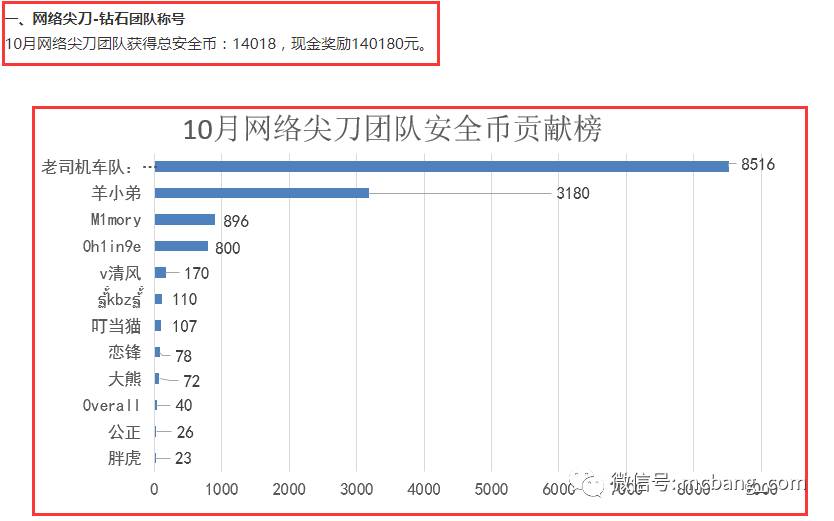 一、网络尖刀-钻石团队称号
10月网络尖刀团队获得总安全币：14018，现金奖励140180元。
10月网络尖刀团队安全币贡献榜
老司机车队：… 8516
羊小弟 3180
M1mory 896
0h1in9e 800
v清风 170
kbz 110
叮当猫 107
恋锋 78
大熊 72
Overall 40
公正 26
胖虎 23
0 1000 2000 3000 4000 5000 6000 7000 8000 9000
微信号: mcbang_com